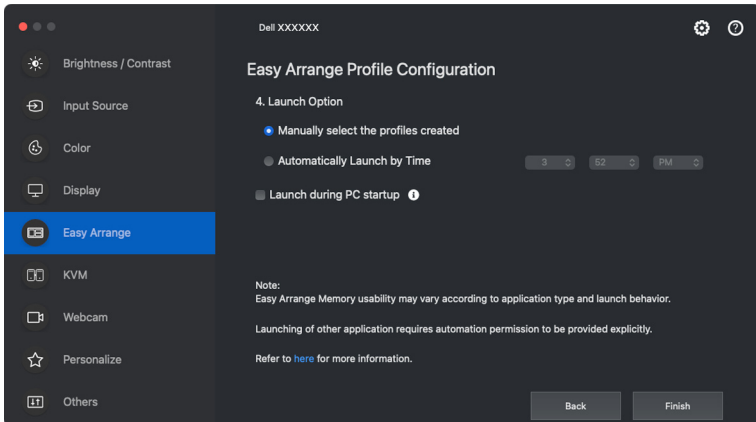 Dell XXXXXX
Brightness / Contrast
Input Source
Color
Display
Easy Arrange
KVM
Webcam
Personalize
Others
Easy Arrange Profile Configuration
4. Launch Option
Manually select the profiles created
Automatically Launch by Time
3
52
PM
Launch during PC startup
Note:
Easy Arrange Memory usability may vary according to application type and launch behavior.
Launching of other application requires automation permission to be provided explicitly.
Refer to here for more information.
Back
Finish